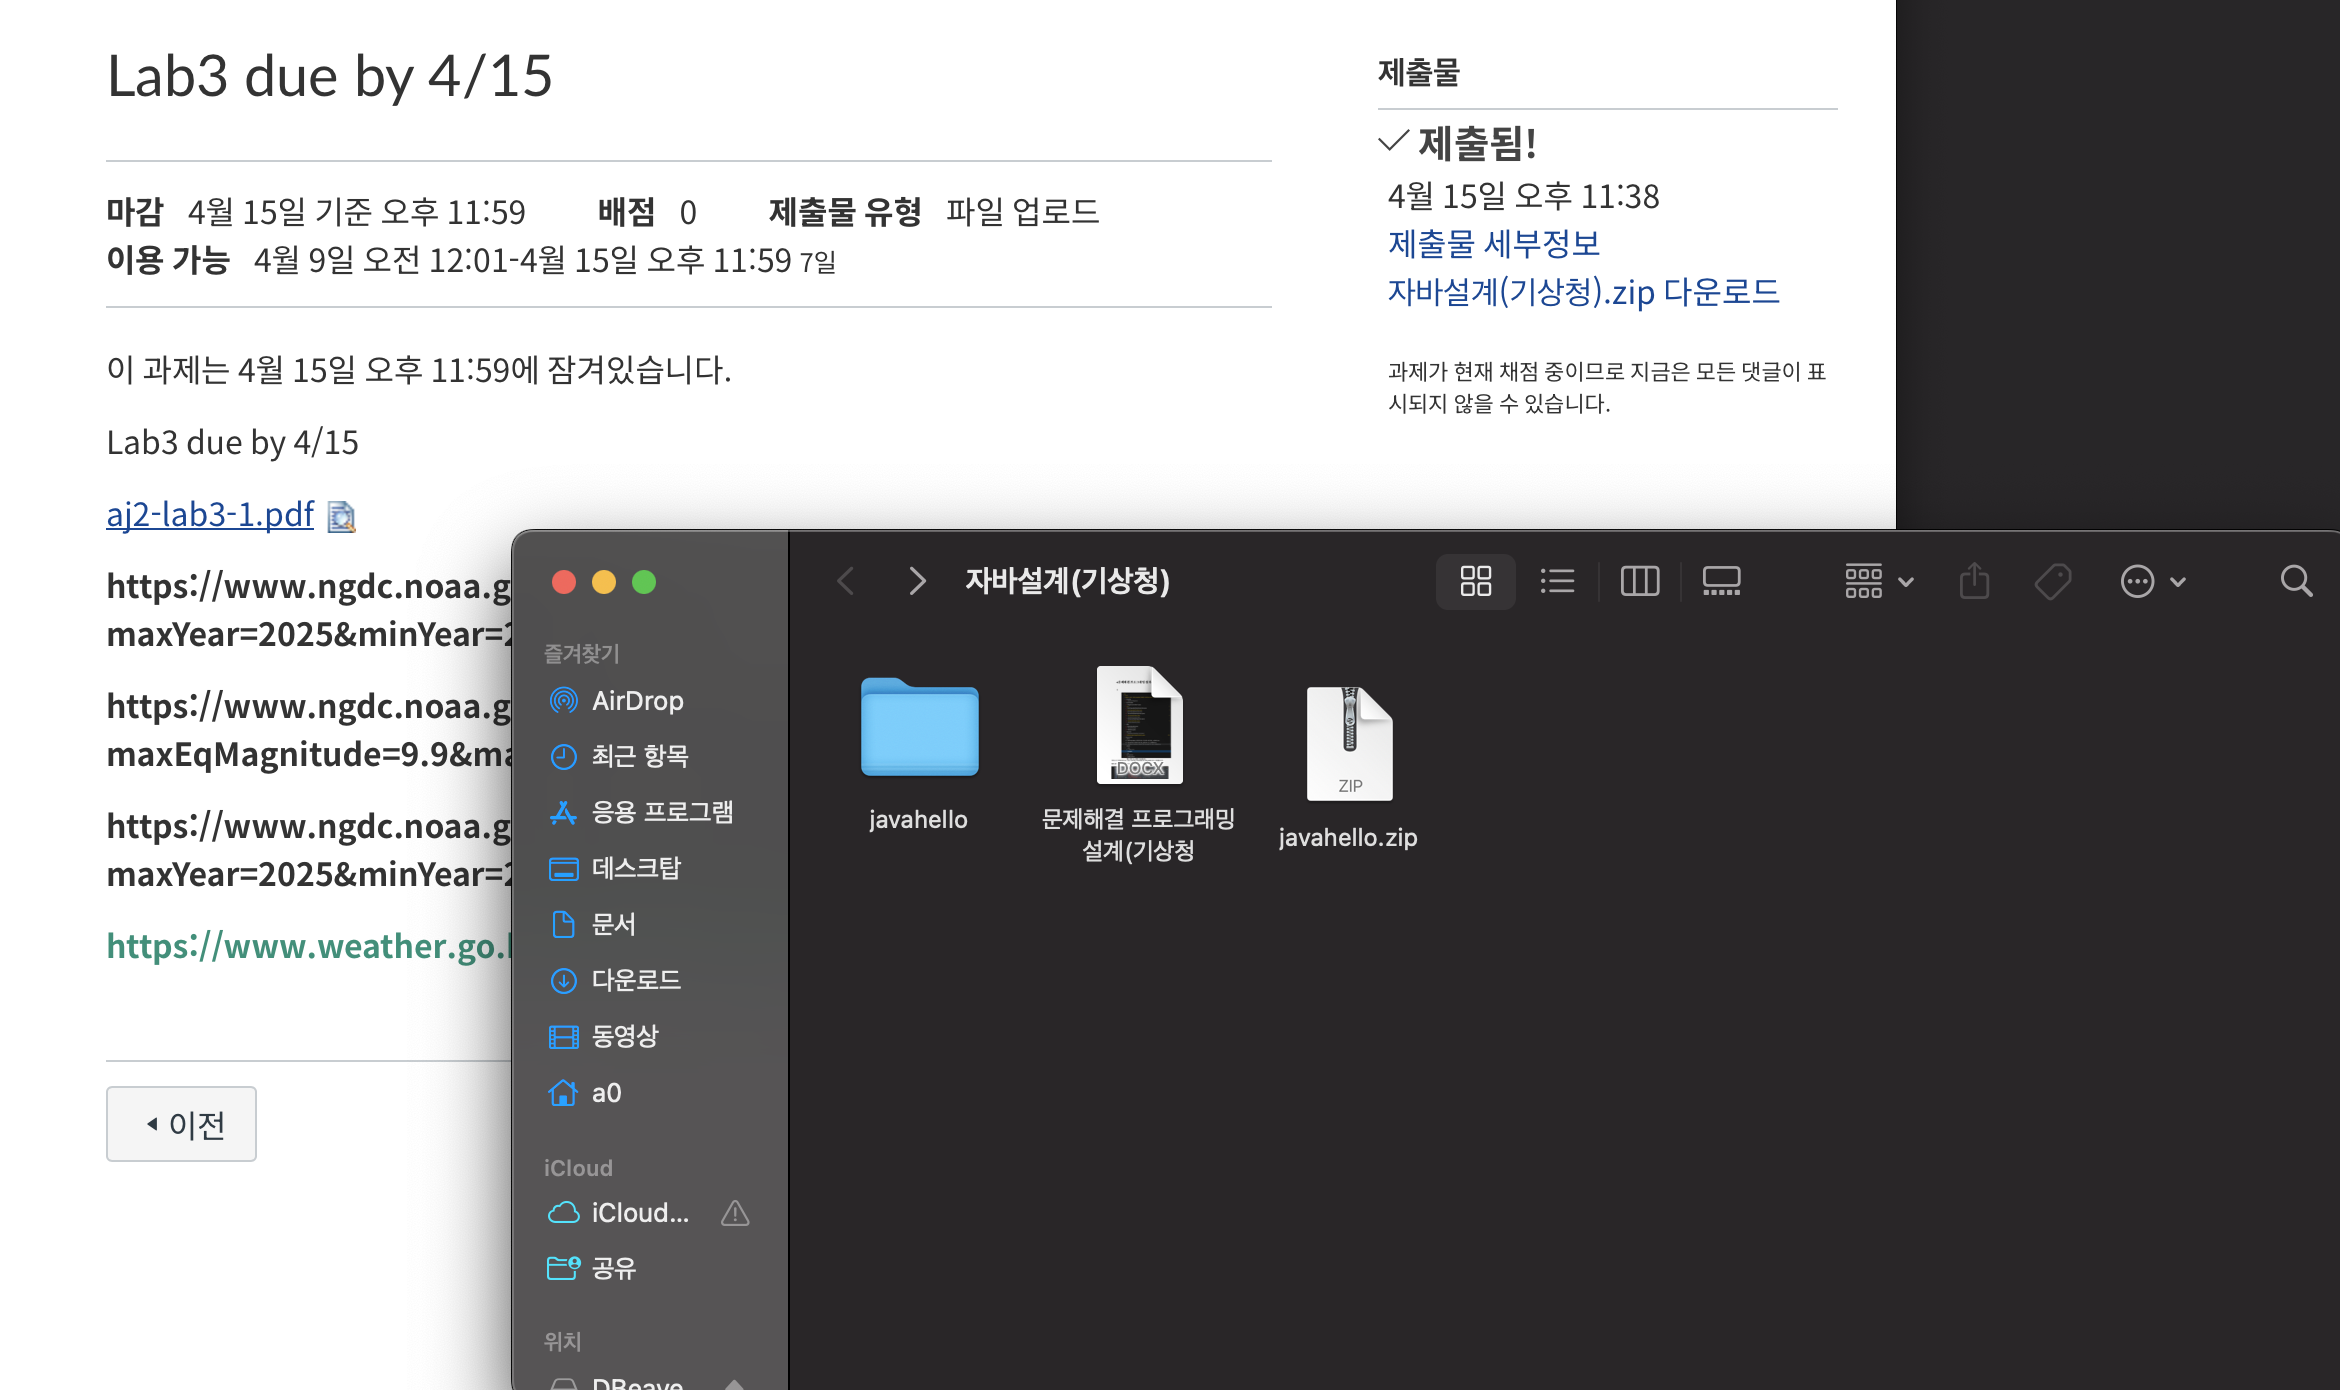 Lab3 due by 4/15
마감 4월 15일 기준 오후 11:59 배점 0 제출물 유형 파일 업로드
이용 가능 4월 9일 오전 12:01-4월 15일 오후 11:59 7일
이 과제는 4월 15일 오후 11:59에 잠겨있습니다.
Lab3 due by 4/15
aj2-lab3-1.pdf
https://www.ngdc.noaa.g
maxYear=2025&minYear=2
https://www.ngdc.noaa.g
maxEqMagnitude=9.9&ma
https://www.ngdc.noaa.g
maxYear=2025&minYear=2
https://www.weather.go.
이전
제출물
제출됨!
4월 15일 오후 11:38
제출물 세부정보
자바설계(기상청).zip 다운로드
과제가 현재 채점 중이므로 지금은 모든 댓글이 표
시되지 않을 수 있습니다.
자바설계(기상청)
즐겨찾기
AirDrop
최근 항목
응용 프로그램
데스크탑
문서
다운로드
동영상
a0
iCloud
iCloud...
공유
위치
DBeave
javahello
DOCX
문제해결 프로그래밍
설계(기상청
ZIP
javahello.zip